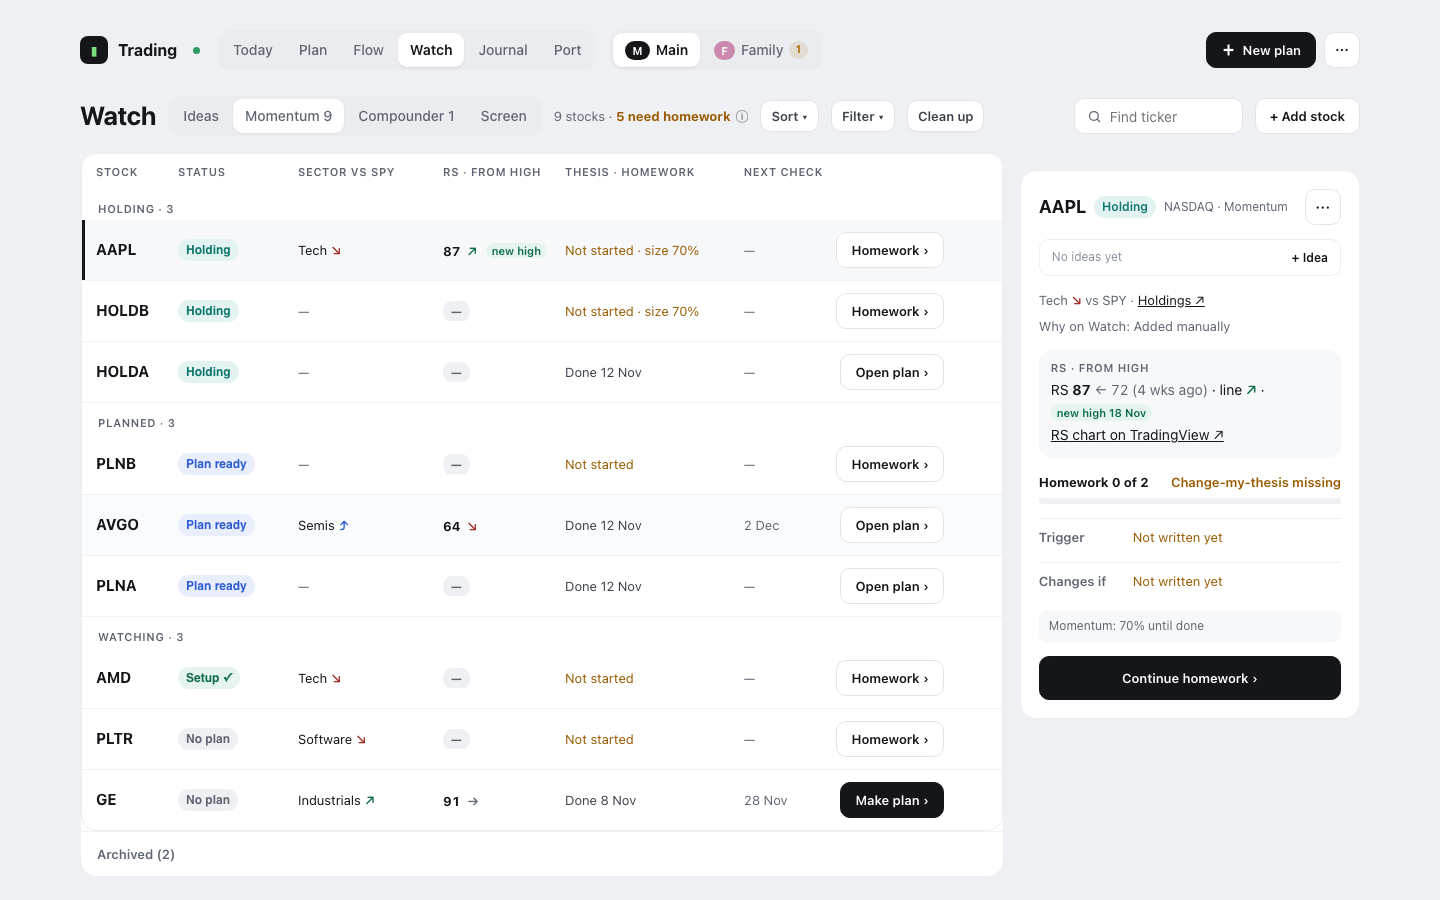 Trading Today Plan Flow Watch Journal Port M Main F Family 1 + New plan ···
Watch Ideas Momentum 9 Compounder 1 Screen 9 stocks · 5 need homework ⓘ Sort ▾ Filter ▾ Clean up Find ticker + Add stock
STOCK STATUS SECTOR VS SPY RS · FROM HIGH THESIS · HOMEWORK NEXT CHECK
HOLDING · 3
AAPL Holding Tech ↘ 87 ↗ new high Not started · size 70% — Homework ›
HOLDB Holding — — Not started · size 70% — Homework ›
HOLDA Holding — — Done 12 Nov — Open plan ›
PLANNED · 3
PLNB Plan ready — — Not started — Homework ›
AVGO Plan ready Semis ⤴ 64 ↘ Done 12 Nov 2 Dec Open plan ›
PLNA Plan ready — — Done 12 Nov — Open plan ›
WATCHING · 3
AMD Setup ✓ Tech ↘ — Not started — Homework ›
PLTR No plan Software ↘ — Not started — Homework ›
GE No plan Industrials ↗ 91 → Done 8 Nov 28 Nov Make plan ›
Archived (2)
AAPL Holding NASDAQ · Momentum ···
No ideas yet + Idea
Tech ↘ vs SPY · Holdings ↗
Why on Watch: Added manually
RS · FROM HIGH
RS 87 ← 72 (4 wks ago) · line ↗ ·
new high 18 Nov
RS chart on TradingView ↗
Homework 0 of 2 Change-my-thesis missing
Trigger Not written yet
Changes if Not written yet
Momentum: 70% until done
Continue homework ›